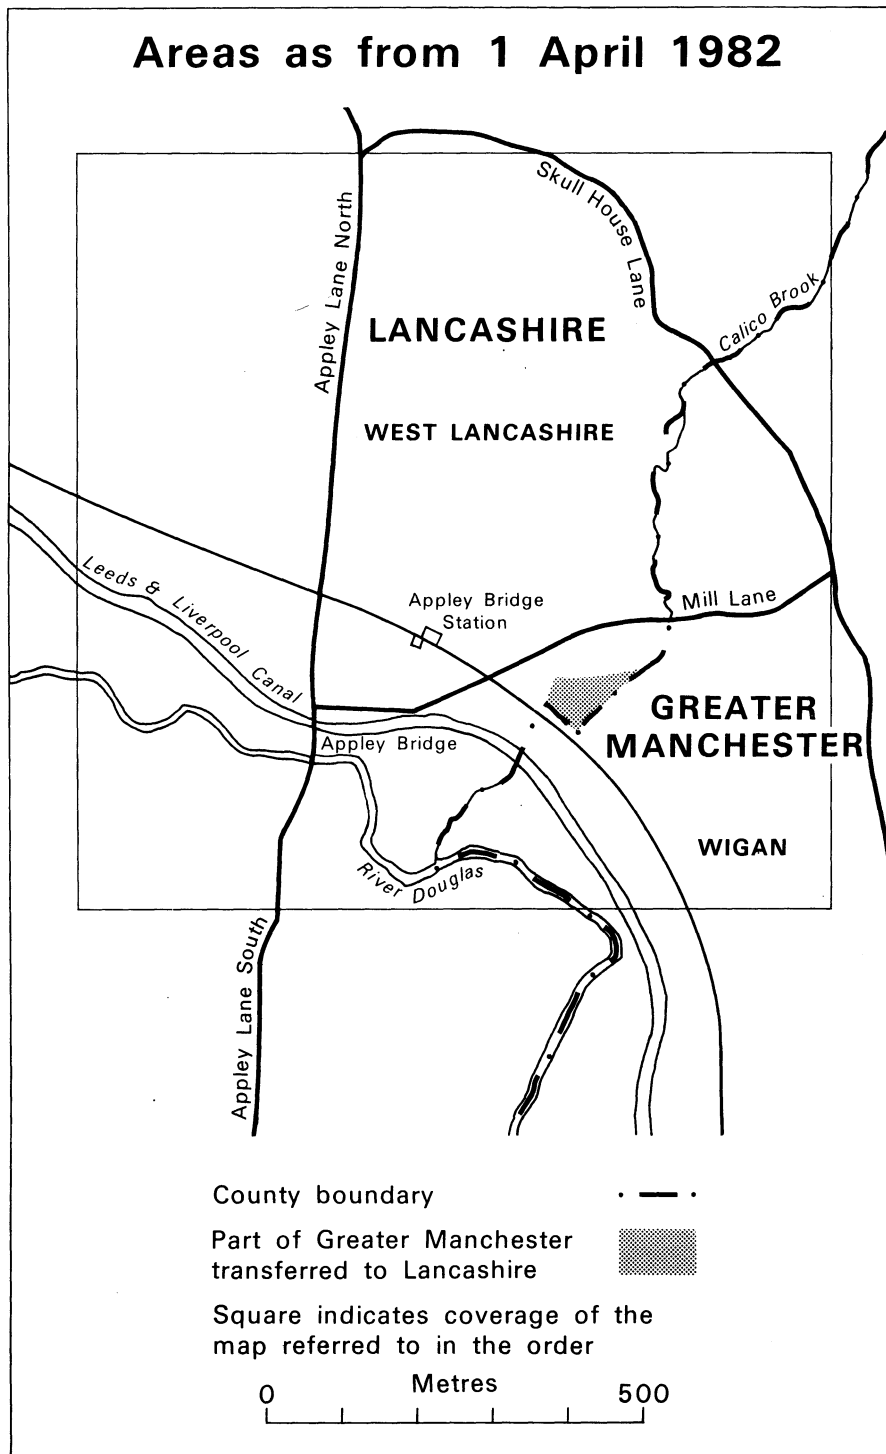 Areas as from 1 April 1982
Skull House Lane
Appley Lane North
Calico Brook
LANCASHIRE
WEST LANCASHIRE
Leeds & Liverpool Canal
Appley Bridge
Station
Mill Lane
GREATER
MANCHESTER
Appley Bridge
WIGAN
River Douglas
Appley Lane South
County boundary
Part of Greater Manchester
transferred to Lancashire
Square indicates coverage of the
map referred to in the order
Metres
0 500